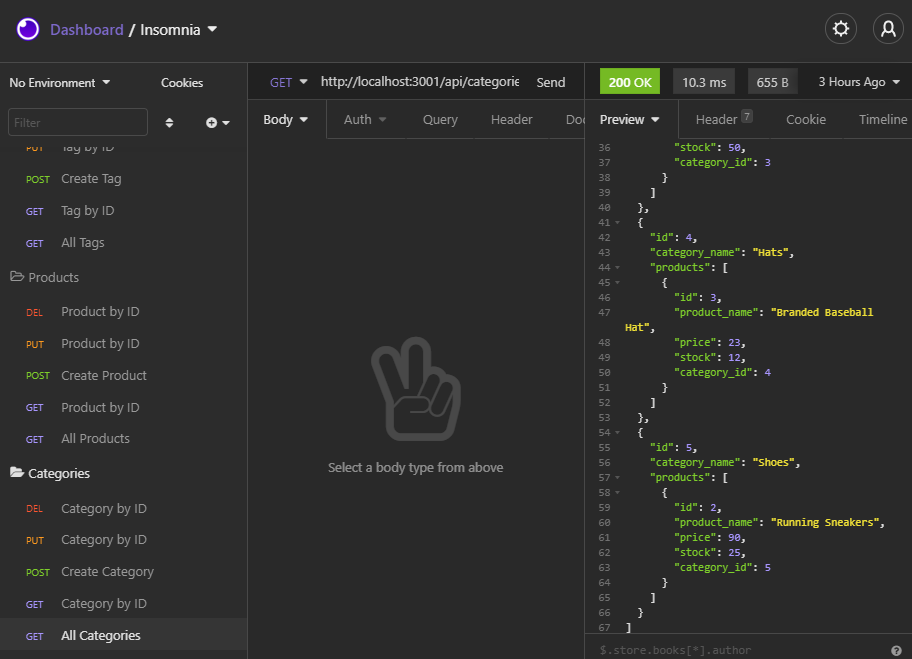 Dashboard / Insomnia
No Environment
Cookies
Filter
PUT Tag by ID
POST Create Tag
GET Tag by ID
GET All Tags
Products
DEL Product by ID
PUT Product by ID
POST Create Product
GET Product by ID
GET All Products
Categories
DEL Category by ID
PUT Category by ID
POST Create Category
GET Category by ID
GET All Categories
GET http://localhost:3001/api/categorie Send
Body Auth Query Header Doc
Select a body type from above
200 OK 10.3 ms 655 B 3 Hours Ago
Preview Header 7 Cookie Timeline
36 "stock": 50,
37 "category_id": 3
38 }
39 ]
40 },
41 {
42 "id": 4,
43 "category_name": "Hats",
44 "products": [
45 {
46 "id": 3,
47 "product_name": "Branded Baseball
Hat",
48 "price": 23,
49 "stock": 12,
50 "category_id": 4
51 }
52 ]
53 },
54 {
55 "id": 5,
56 "category_name": "Shoes",
57 "products": [
58 {
59 "id": 2,
60 "product_name": "Running Sneakers",
61 "price": 90,
62 "stock": 25,
63 "category_id": 5
64 }
65 ]
66 }
67 ]
$.store.books[*].author